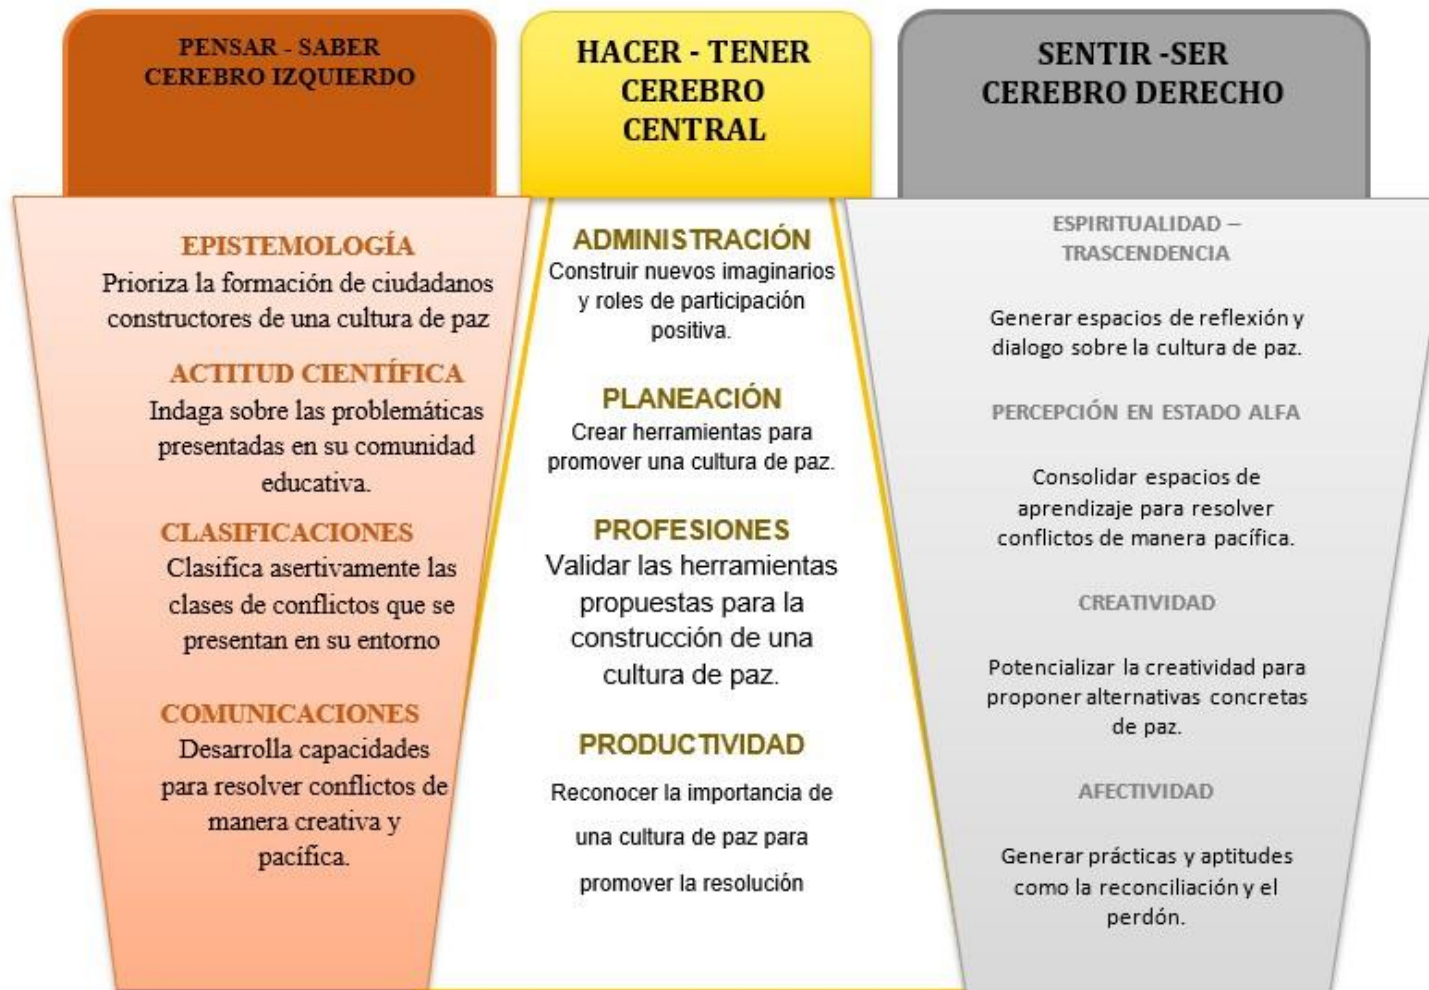 PENSAR - SABER
CEREBRO IZQUIERDO
EPISTEMOLOGÍA
Prioriza la formación de ciudadanos
constructores de una cultura de paz
ACTITUD CIENTÍFICA
Indaga sobre las problemáticas
presentadas en su comunidad
educativa.
CLASIFICACIONES
Clasifica asertivamente las
clases de conflictos que se
presentan en su entorno
COMUNICACIONES
Desarrolla capacidades
para resolver conflictos de
manera creativa y
pacífica.
HACER - TENER
CEREBRO
CENTRAL
ADMINISTRACIÓN
Construir nuevos imaginarios
y roles de participación
positiva.
PLANEACIÓN
Crear herramientas para
promover una cultura de paz.
PROFESIONES
Validar las herramientas
propuestas para la
construcción de una
cultura de paz.
PRODUCTIVIDAD
Reconocer la importancia de
una cultura de paz para
promover la resolución
SENTIR -SER
CEREBRO DERECHO
ESPIRITUALIDAD –
TRASCENDENCIA
Generar espacios de reflexión y
dialogo sobre la cultura de paz.
PERCEPCIÓN EN ESTADO ALFA
Consolidar espacios de
aprendizaje para resolver
conflictos de manera pacífica.
CREATIVIDAD
Potencializar la creatividad para
proponer alternativas concretas
de paz.
AFECTIVIDAD
Generar prácticas y aptitudes
como la reconciliación y el
perdón.